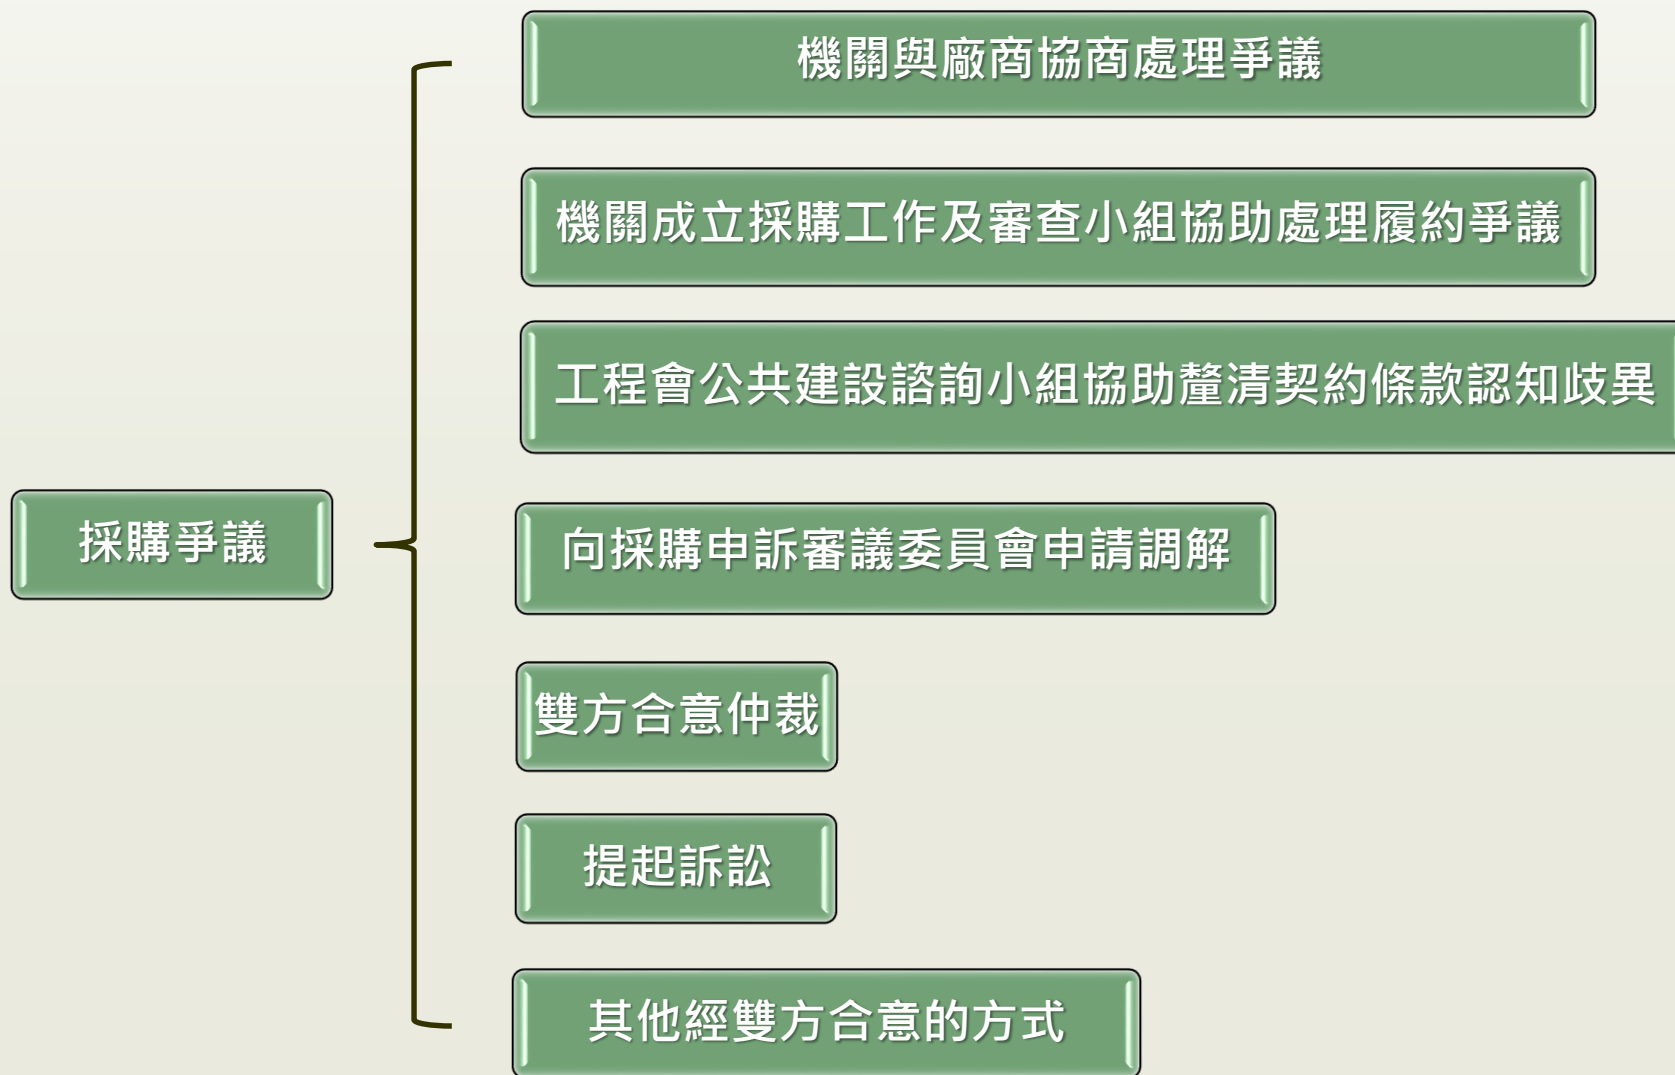 機關與廠商協商處理爭議
機關成立採購工作及審查小組協助處理履約爭議
工程會公共建設諮詢小組協助釐清契約條款認知歧異
採購爭議
向採購申訴審議委員會申請調解
雙方合意仲裁
提起訴訟
其他經雙方合意的方式